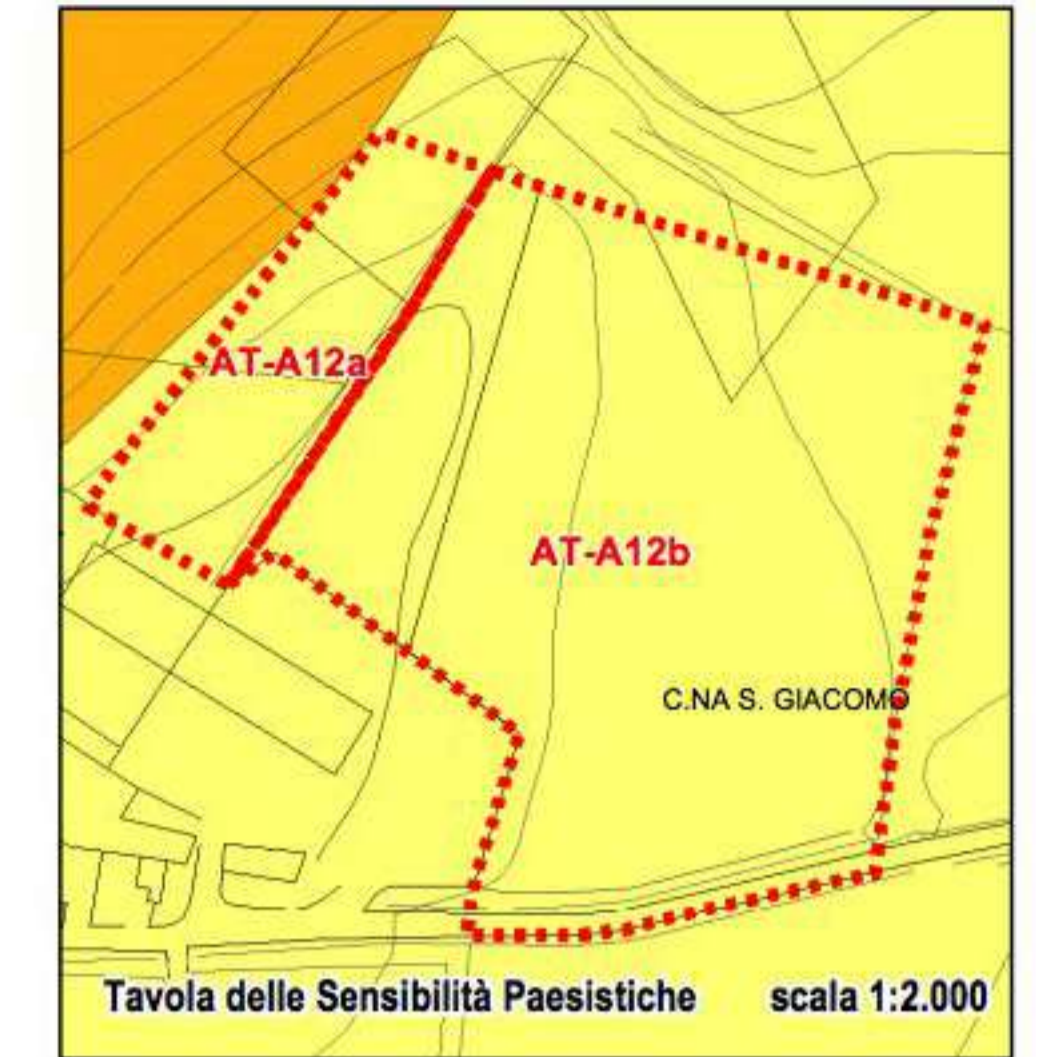 AT-A12a
AT-A12b
C.NA S. GIACOMO
Tavola delle Sensibilità Paesistiche scala 1:2.000